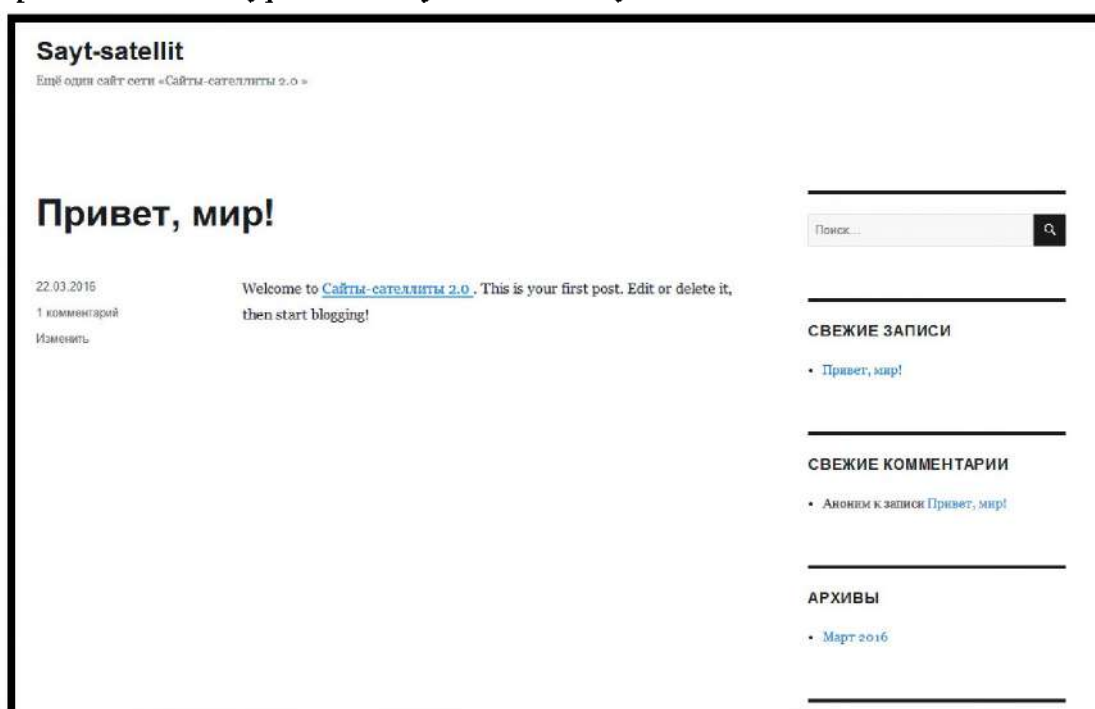 Sayt-satellit
Ещё один сайт сети «Сайты-сателлиты 2.0 »
Привет, мир!
22.03.2016
1 комментарий
Изменить
Welcome to Сайты-сателлиты 2.0 . This is your first post. Edit or delete it,
then start blogging!
Поиск...
СВЕЖИЕ ЗАПИСИ
• Привет, мир!
СВЕЖИЕ КОММЕНТАРИИ
• Аноним к записи Привет, мир!
АРХИВЫ
• Март 2016